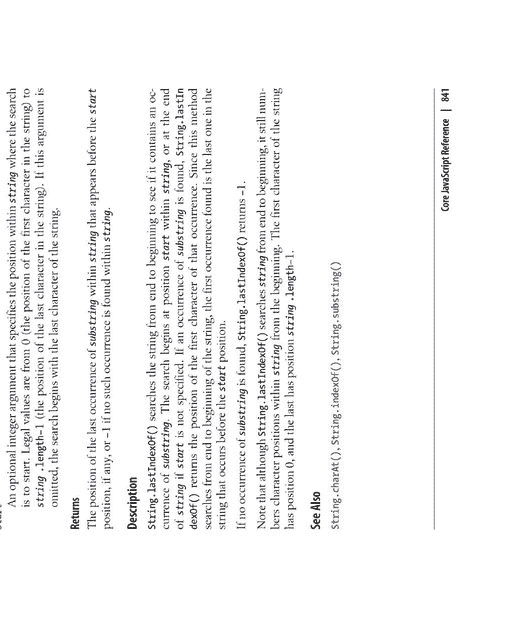 An optional integer argument that specifies the position within string where the search
is to start. Legal values are from 0 (the position of the first character in the string) to
string .length-1 (the position of the last character in the string). If this argument is
omitted, the search begins with the last character of the string.
Returns
The position of the last occurrence of substring within string that appears before the start
position, if any, or -1 if no such occurrence is found within string.
Description
String.lastIndexOf() searches the string from end to beginning to see if it contains an oc-
currence of substring. The search begins at position start within string, or at the end
of string if start is not specified. If an occurrence of substring is found, String.lastIn
dexOf() returns the position of the first character of that occurrence. Since this method
searches from end to beginning of the string, the first occurrence found is the last one in the
string that occurs before the start position.
If no occurrence of substring is found, String.lastIndexOf() returns -1.
Note that although String.lastIndexOf() searches string from end to beginning, it still num-
bers character positions within string from the beginning. The first character of the string
has position 0, and the last has position string .length-1.
See Also
String.charAt(), String.indexOf(), String.substring()
Core JavaScript Reference | 841